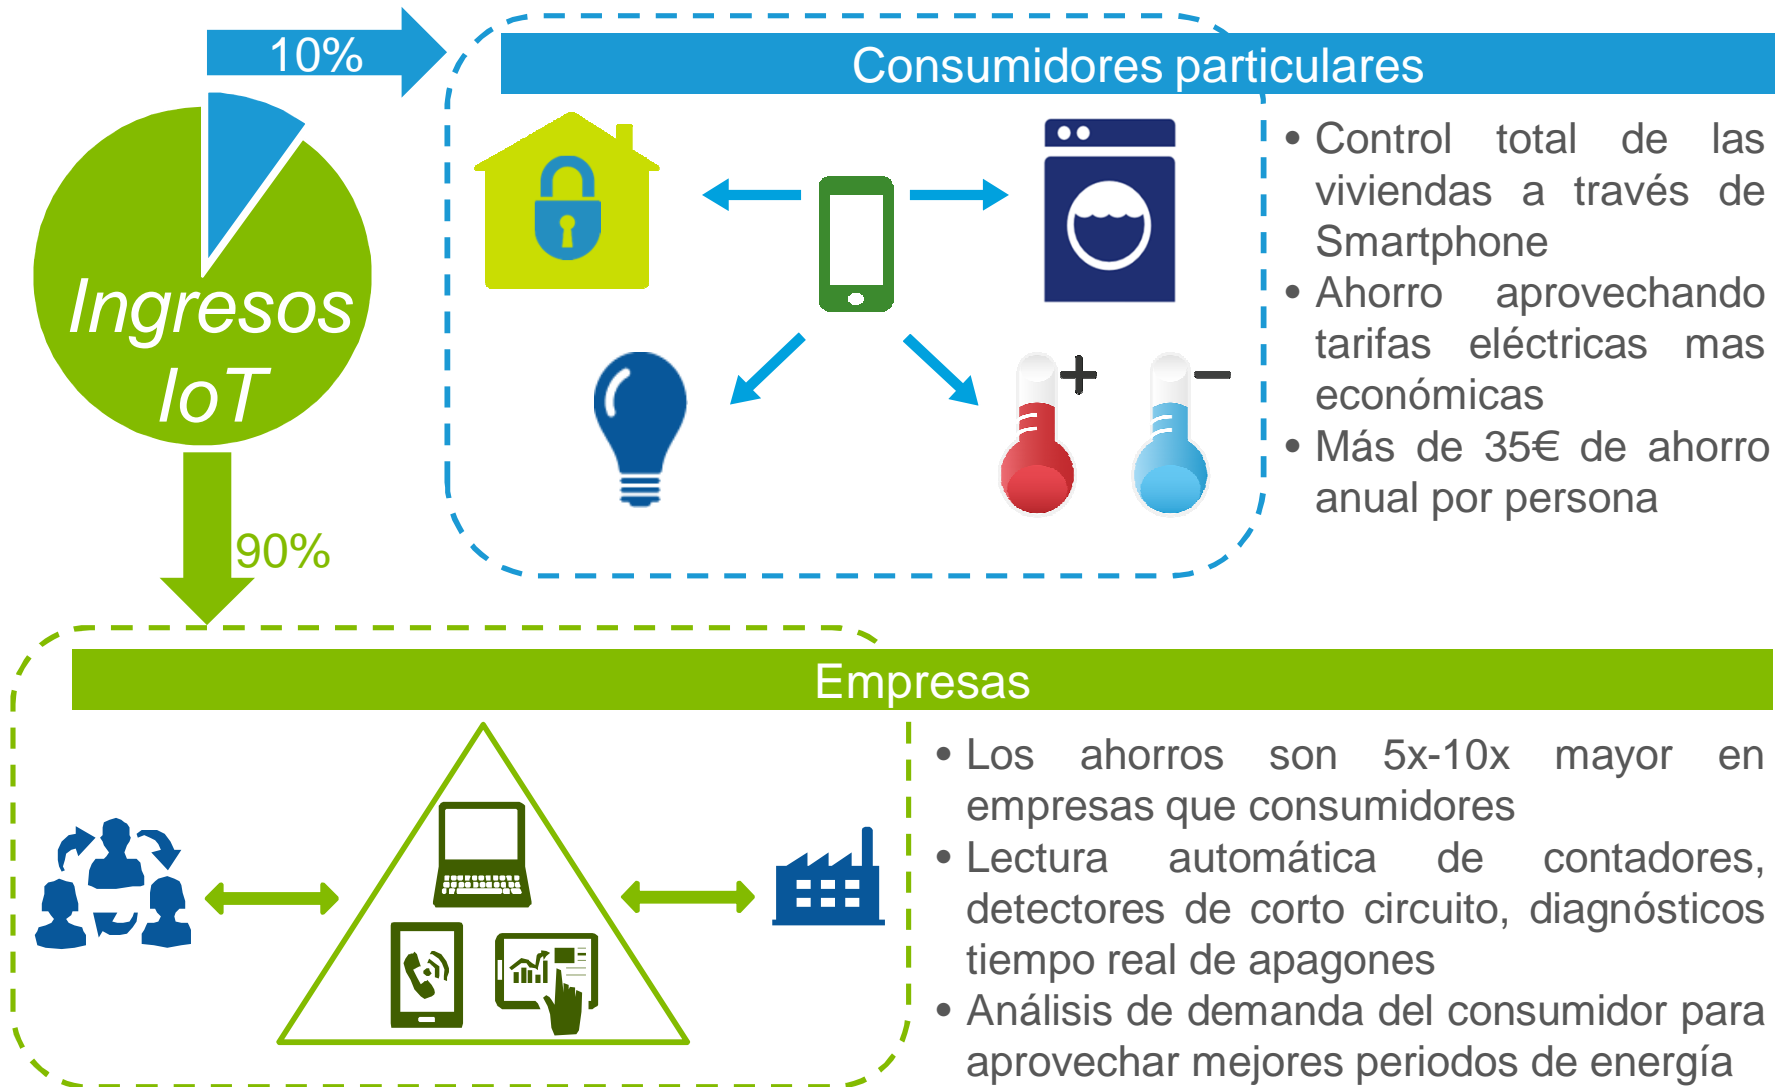 10%
Consumidores particulares
Ingresos
IoT
• Control total de las
viviendas a través de
Smartphone
• Ahorro aprovechando
tarifas eléctricas mas
económicas
• Más de 35€ de ahorro
anual por persona
90%
Empresas
• Los ahorros son 5x-10x mayor en
empresas que consumidores
• Lectura automática de contadores,
detectores de corto circuito, diagnósticos
tiempo real de apagones
• Análisis de demanda del consumidor para
aprovechar mejores periodos de energía